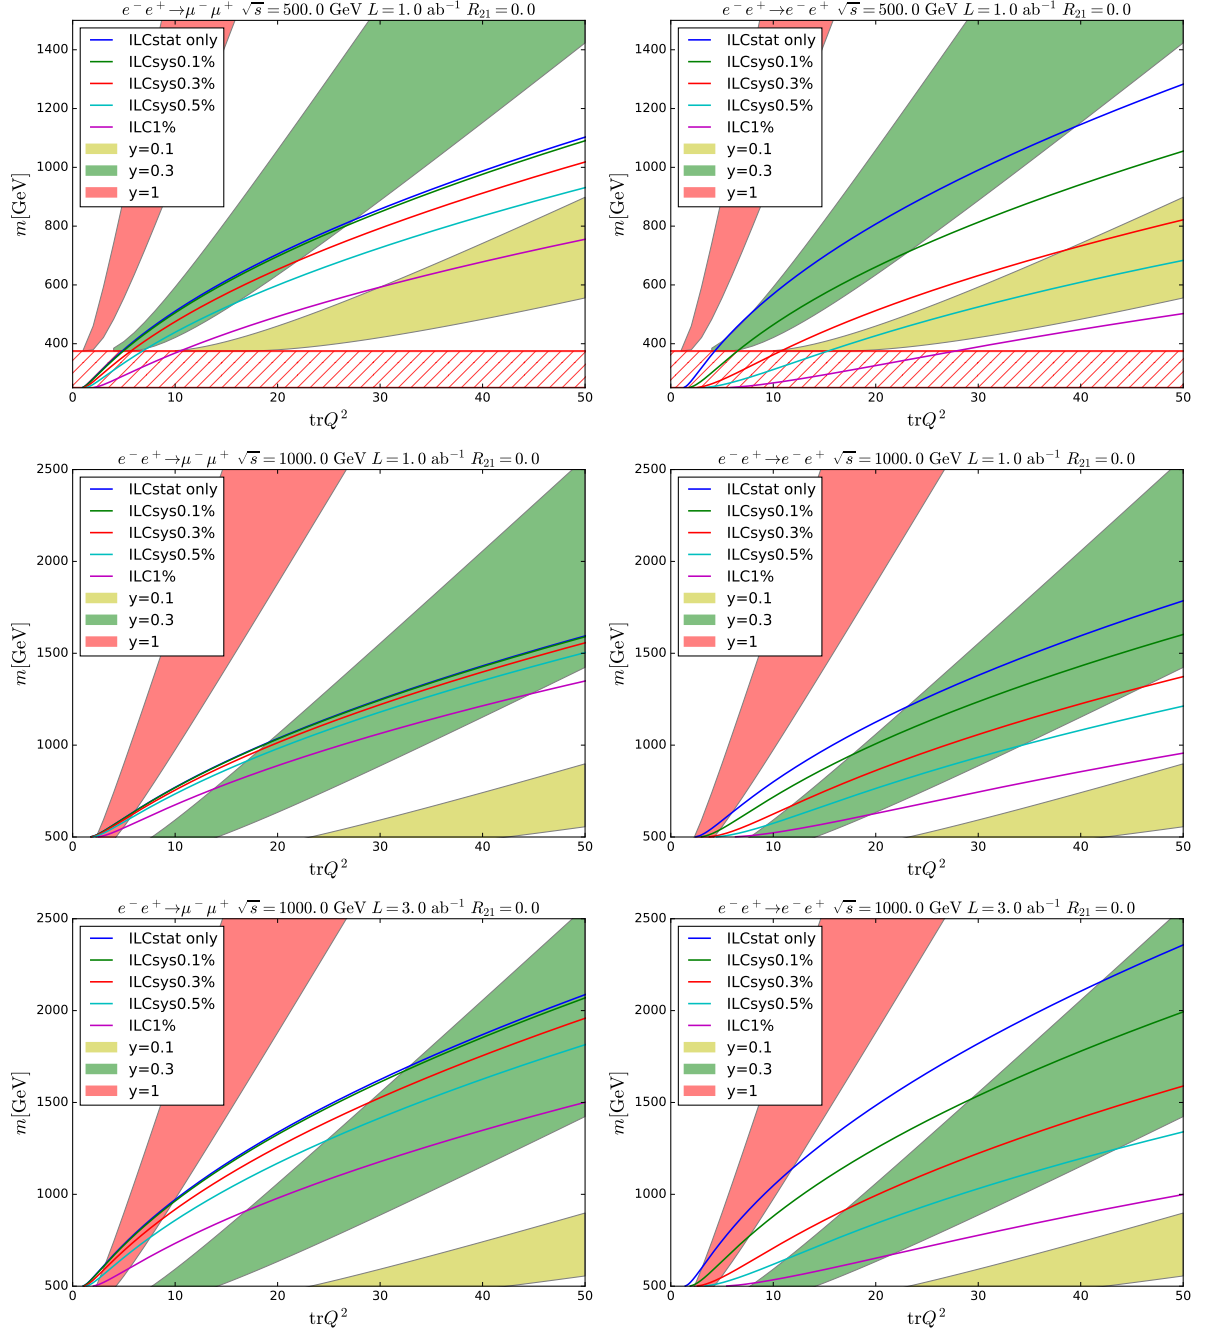 e⁻e⁺→μ⁻μ⁺ √s=500.0 GeV L=1.0 ab⁻¹ R₂₁=0.0
1400
1200
1000
800
600
400
m[GeV]
ILCstat only
ILCsys0.1%
ILCsys0.3%
ILCsys0.5%
ILC1%
y=0.1
y=0.3
y=1
0 10 20 30 40 50
trQ²
e⁻e⁺→e⁻e⁺ √s=500.0 GeV L=1.0 ab⁻¹ R₂₁=0.0
1400
1200
1000
800
600
400
m[GeV]
ILCstat only
ILCsys0.1%
ILCsys0.3%
ILCsys0.5%
ILC1%
y=0.1
y=0.3
y=1
0 10 20 30 40 50
trQ²
e⁻e⁺→μ⁻μ⁺ √s=1000.0 GeV L=1.0 ab⁻¹ R₂₁=0.0
2500
2000
1500
1000
500
m[GeV]
ILCstat only
ILCsys0.1%
ILCsys0.3%
ILCsys0.5%
ILC1%
y=0.1
y=0.3
y=1
0 10 20 30 40 50
trQ²
e⁻e⁺→e⁻e⁺ √s=1000.0 GeV L=1.0 ab⁻¹ R₂₁=0.0
2500
2000
1500
1000
500
m[GeV]
ILCstat only
ILCsys0.1%
ILCsys0.3%
ILCsys0.5%
ILC1%
y=0.1
y=0.3
y=1
0 10 20 30 40 50
trQ²
e⁻e⁺→μ⁻μ⁺ √s=1000.0 GeV L=3.0 ab⁻¹ R₂₁=0.0
2500
2000
1500
1000
500
m[GeV]
ILCstat only
ILCsys0.1%
ILCsys0.3%
ILCsys0.5%
ILC1%
y=0.1
y=0.3
y=1
0 10 20 30 40 50
trQ²
e⁻e⁺→e⁻e⁺ √s=1000.0 GeV L=3.0 ab⁻¹ R₂₁=0.0
2500
2000
1500
1000
500
m[GeV]
ILCstat only
ILCsys0.1%
ILCsys0.3%
ILCsys0.5%
ILC1%
y=0.1
y=0.3
y=1
0 10 20 30 40 50
trQ²